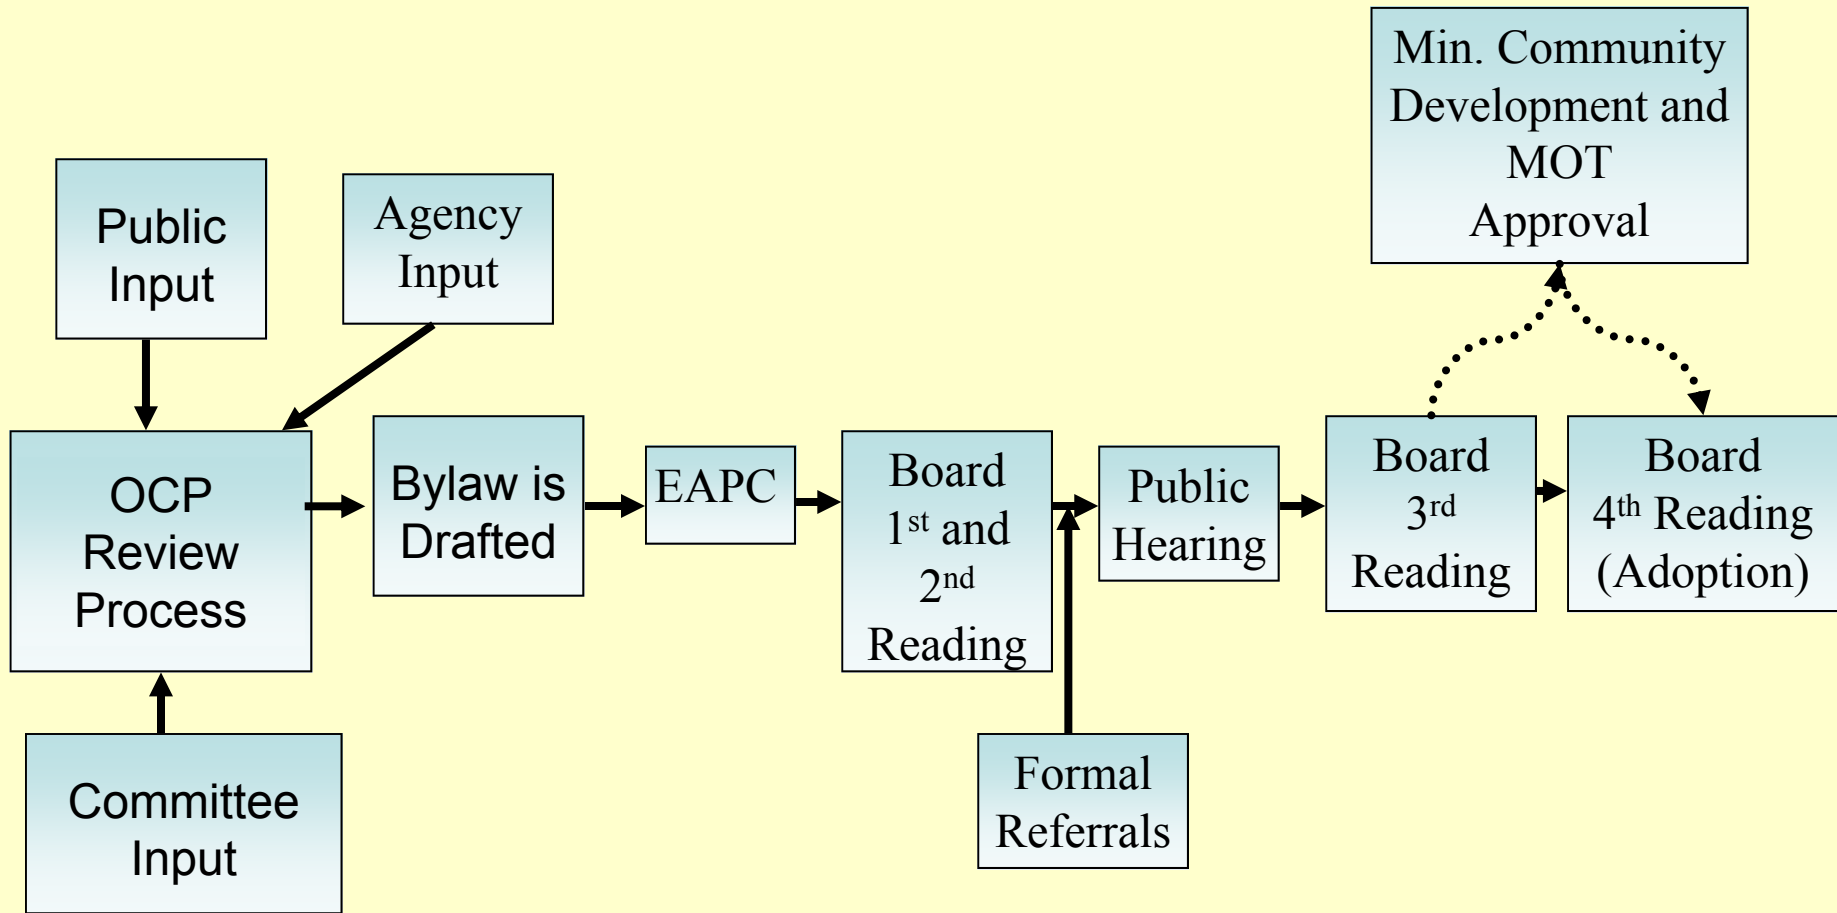 Min. Community
Development and
MOT
Approval
Public
Input
Agency
Input
OCP
Review
Process
Bylaw is
Drafted
EAPC
Board
1st and
2nd
Reading
Public
Hearing
Board
3rd
Reading
Board
4th Reading
(Adoption)
Committee
Input
Formal
Referrals